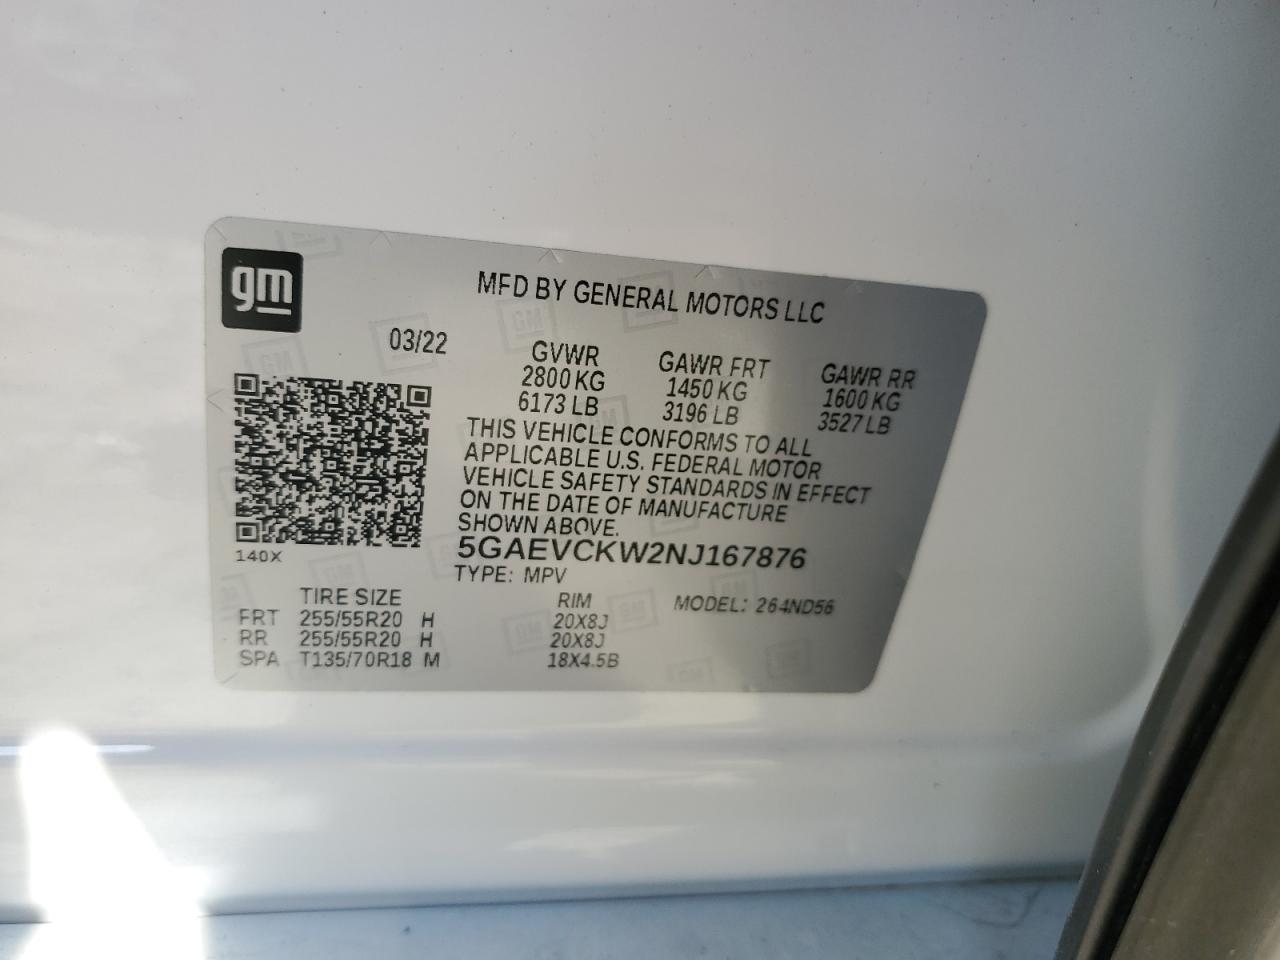 gm
MFD BY GENERAL MOTORS LLC
03/22
GVWR GAWR FRT GAWR RR
2800 KG 1450 KG 1600 KG
6173 LB 3196 LB 3527 LB
THIS VEHICLE CONFORMS TO ALL
APPLICABLE U.S. FEDERAL MOTOR
VEHICLE SAFETY STANDARDS IN EFFECT
ON THE DATE OF MANUFACTURE
SHOWN ABOVE.
140X
5GAEVCKW2NJ167876
TYPE: MPV
TIRE SIZE RIM MODEL: 264ND56
FRT 255/55R20 H 20X8J
RR 255/55R20 H 20X8J
SPA T135/70R18 M 18X4.5B